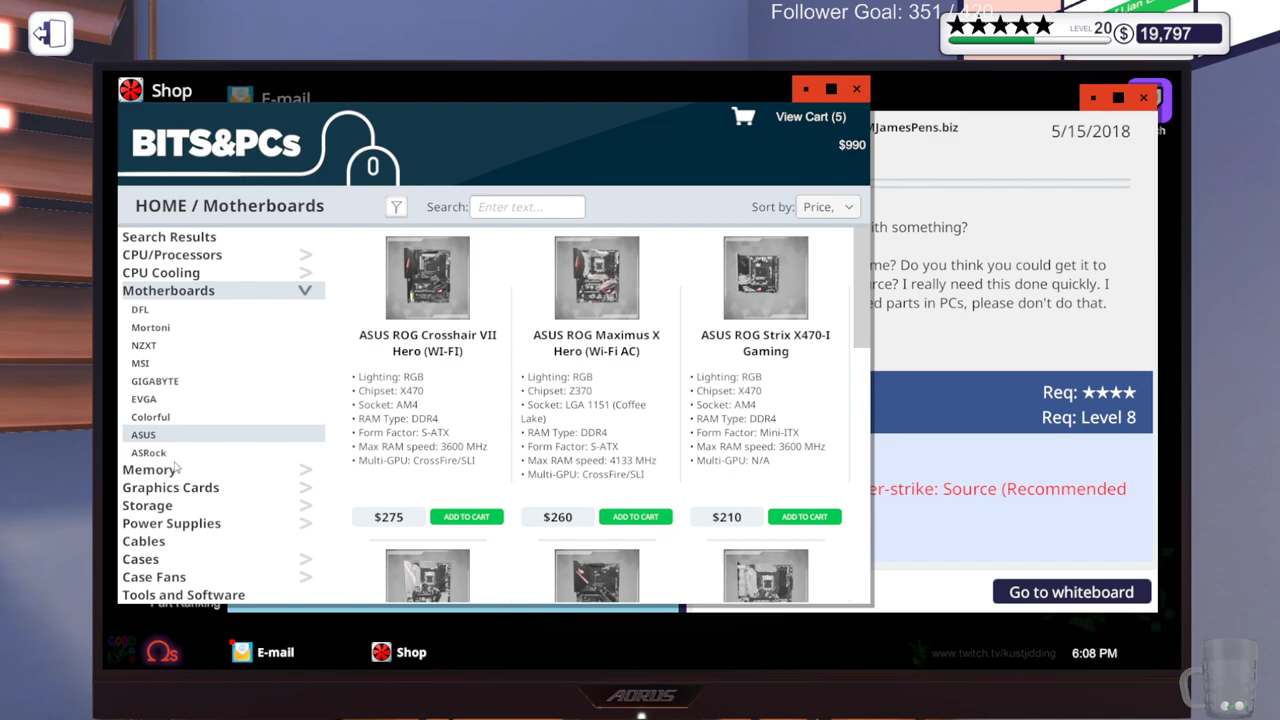 Follower Goal: 351 / 420
LEVEL 20
$ 19,797
Shop
E-mail
BITS&PCs
View Cart (5)
$990
MJamesPens.biz
5/15/2018
HOME / Motherboards
Search:
Enter text...
Sort by:
Price,
Search Results
CPU/Processors
CPU Cooling
Motherboards
DFL
Mortoni
NZXT
MSI
GIGABYTE
EVGA
Colorful
ASUS
ASRock
Memory
Graphics Cards
Storage
Power Supplies
Cables
Cases
Case Fans
Tools and Software
ASUS ROG Crosshair VII
Hero (WI-FI)
• Lighting: RGB
• Chipset: X470
• Socket: AM4
• RAM Type: DDR4
• Form Factor: S-ATX
• Max RAM speed: 3600 MHz
• Multi-GPU: CrossFire/SLI
$275
ADD TO CART
ASUS ROG Maximus X
Hero (Wi-Fi AC)
• Lighting: RGB
• Chipset: Z370
• Socket: LGA 1151 (Coffee
Lake)
• RAM Type: DDR4
• Form Factor: S-ATX
• Max RAM speed: 4133 MHz
• Multi-GPU: CrossFire/SLI
$260
ADD TO CART
ASUS ROG Strix X470-I
Gaming
• Lighting: RGB
• Chipset: X470
• Socket: AM4
• RAM Type: DDR4
• Form Factor: Mini-ITX
• Max RAM speed: 3600 MHz
• Multi-GPU: N/A
$210
ADD TO CART
ith something?
me? Do you think you could get it to
rce? I really need this done quickly. I
ed parts in PCs, please don't do that.
Req: ★★★★
Req: Level 8
er-strike: Source (Recommended
Go to whiteboard
Part Ranking
E-mail
Shop
www.twitch.tv/kustjidding
6:08 PM
AORUS